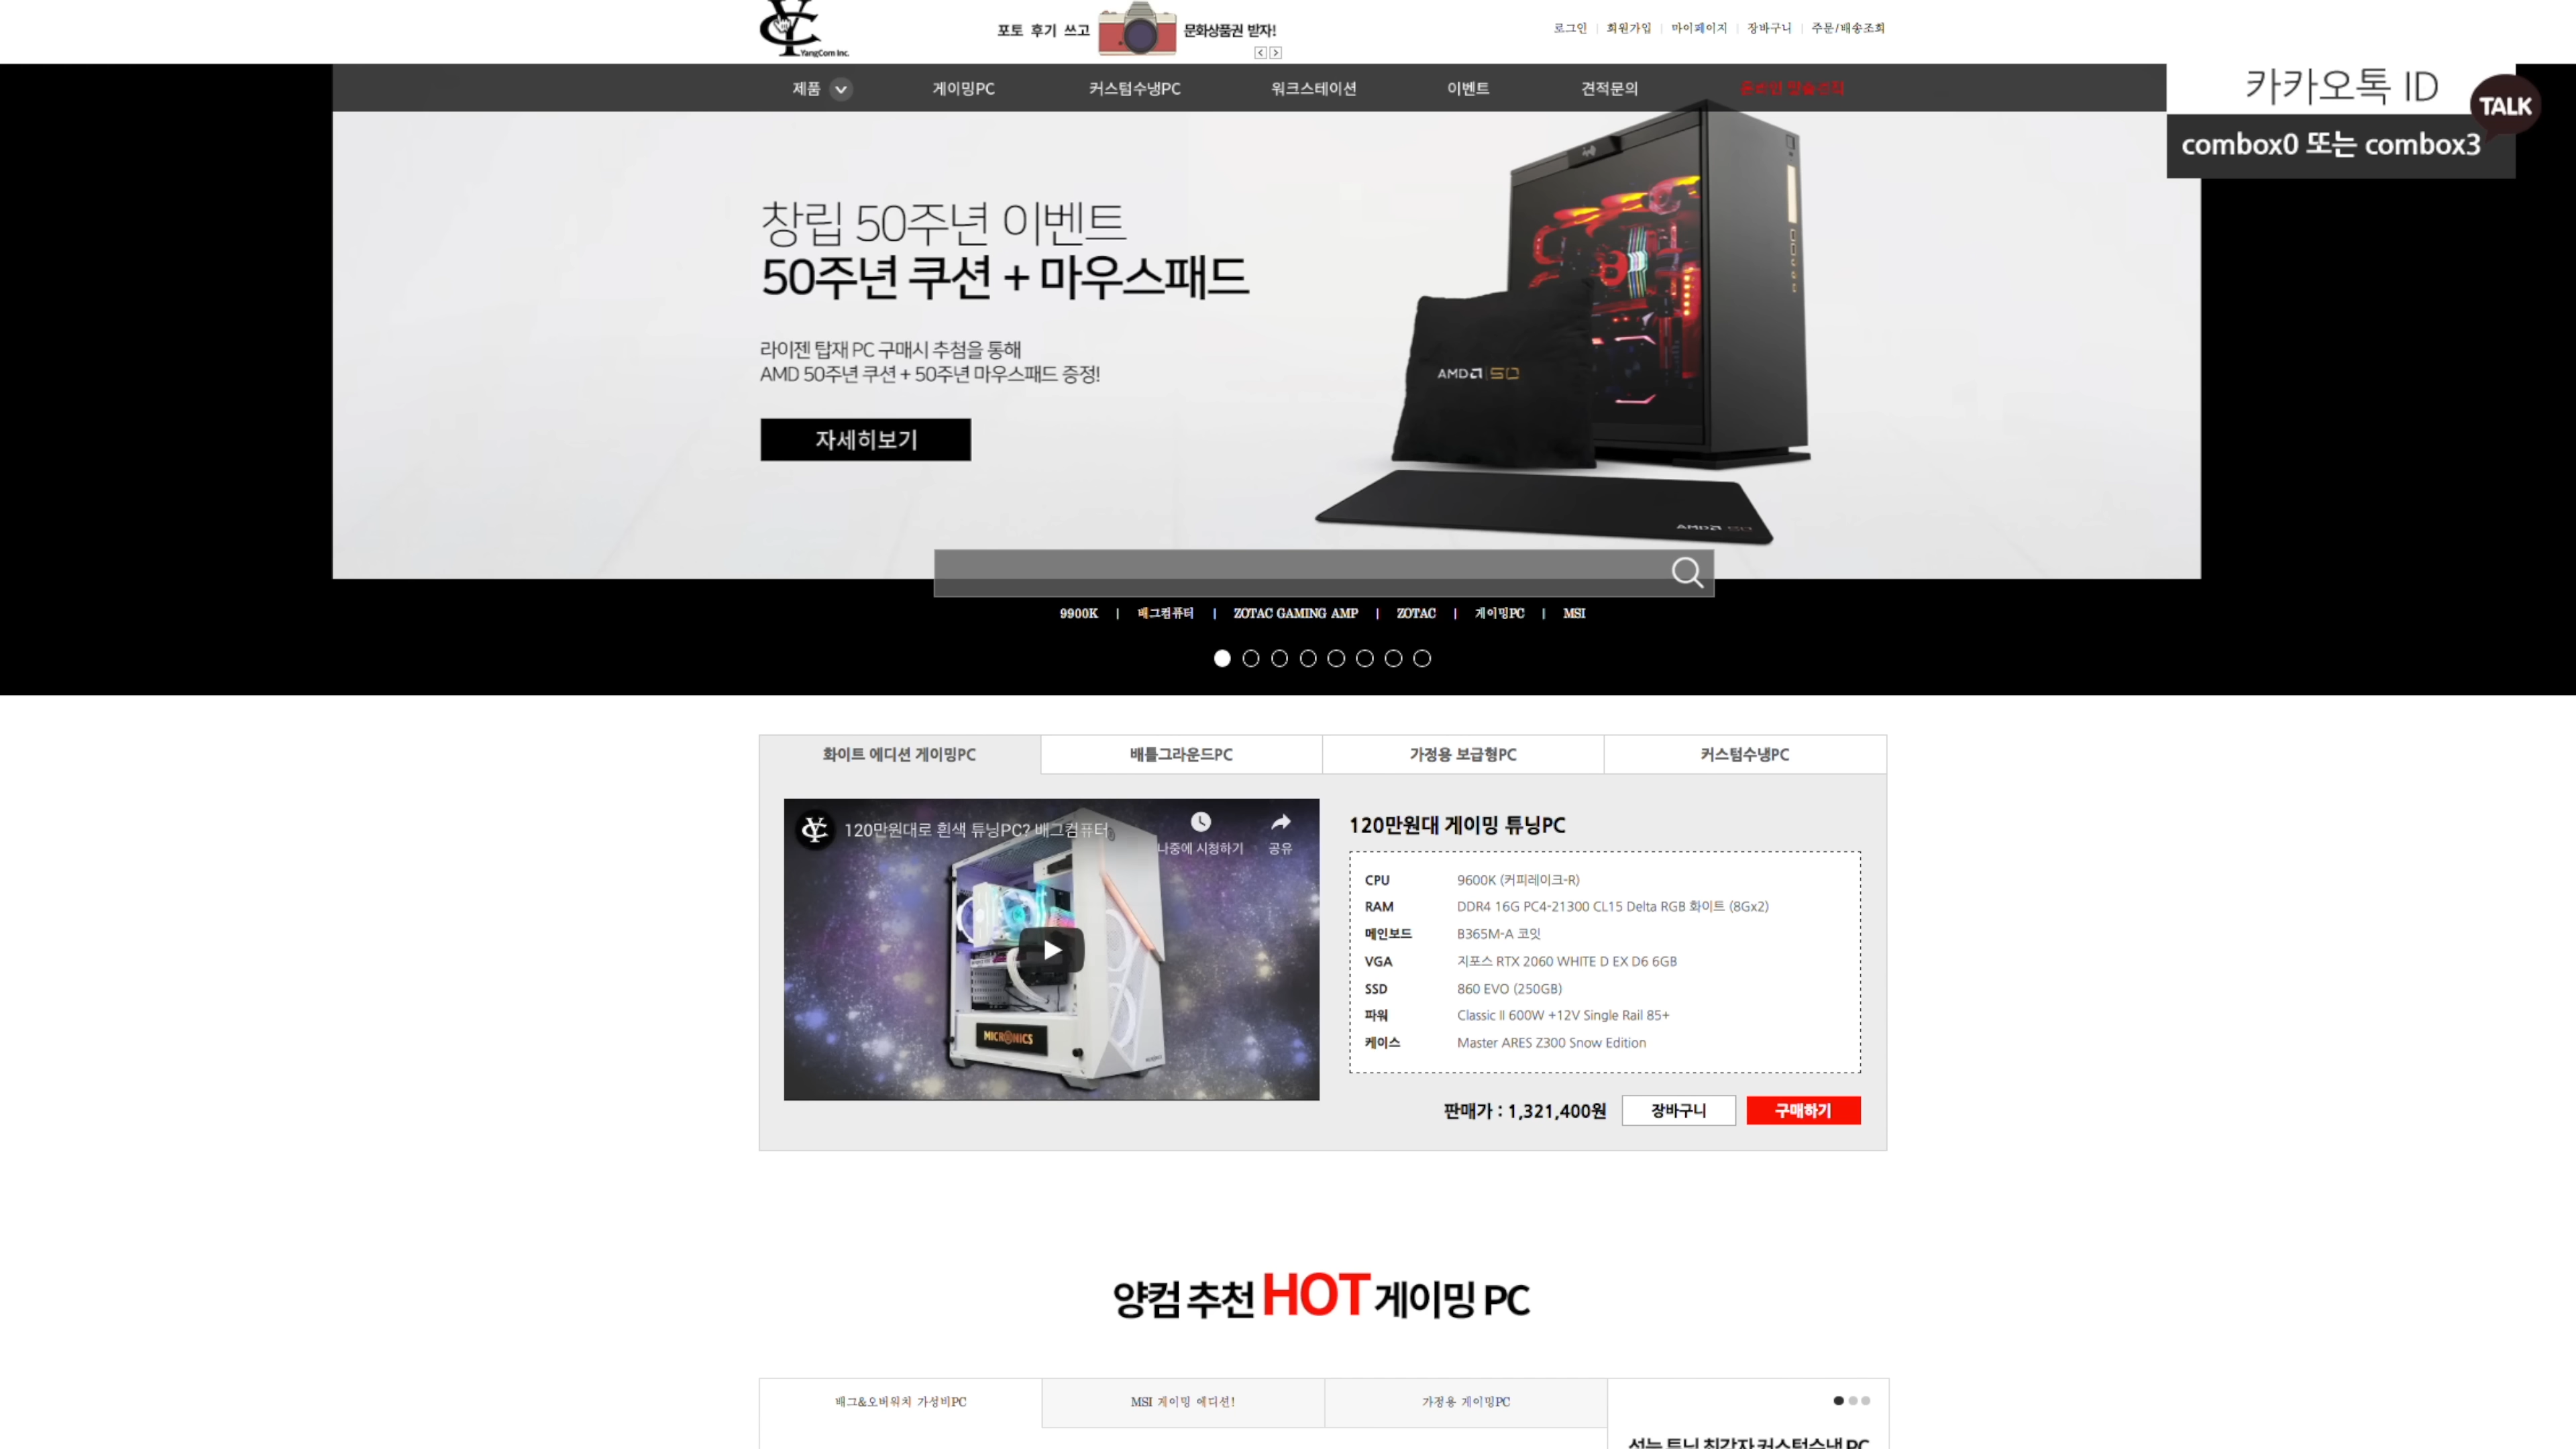 YangCom Inc.
포토 후기 쓰고 문화상품권 받자!
로그인 | 회원가입 | 마이페이지 | 장바구니 | 주문/배송조회
제품 게이밍PC 커스텀수냉PC 워크스테이션 이벤트 견적문의
카카오톡 ID
TALK
combox0 또는 combox3
창립 50주년 이벤트
50주년 쿠션 + 마우스패드
라이젠 탑재 PC 구매시 추첨을 통해
AMD 50주년 쿠션 + 50주년 마우스패드 증정!
자세히보기
AMD 50
AMD 50
9900K | 배그컴퓨터 | ZOTAC GAMING AMP | ZOTAC | 게이밍PC | MSI
화이트 에디션 게이밍PC 배틀그라운드PC 가정용 보급형PC 커스텀수냉PC
120만원대로 흰색 튜닝PC? 배그컴퓨터
나중에 시청하기 공유
MICRONICS
120만원대 게이밍 튜닝PC
CPU 9600K (커피레이크-R)
RAM DDR4 16G PC4-21300 CL15 Delta RGB 화이트 (8Gx2)
메인보드 B365M-A 코잇
VGA 지포스 RTX 2060 WHITE D EX D6 6GB
SSD 860 EVO (250GB)
파워 Classic II 600W +12V Single Rail 85+
케이스 Master ARES Z300 Snow Edition
판매가 : 1,321,400원 장바구니 구매하기
양컴 추천 HOT 게이밍 PC
배그&오버워치 가성비PC MSI 게이밍 에디션! 가정용 게이밍PC
성능 튜닝 최강자 커스텀수냉 PC